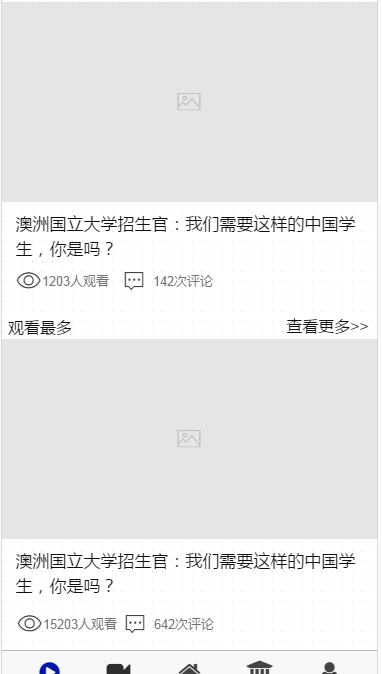 澳洲国立大学招生官：我们需要这样的中国学
生，你是吗？
1203人观看 142次评论
观看最多 查看更多>>
澳洲国立大学招生官：我们需要这样的中国学
生，你是吗？
15203人观看 642次评论